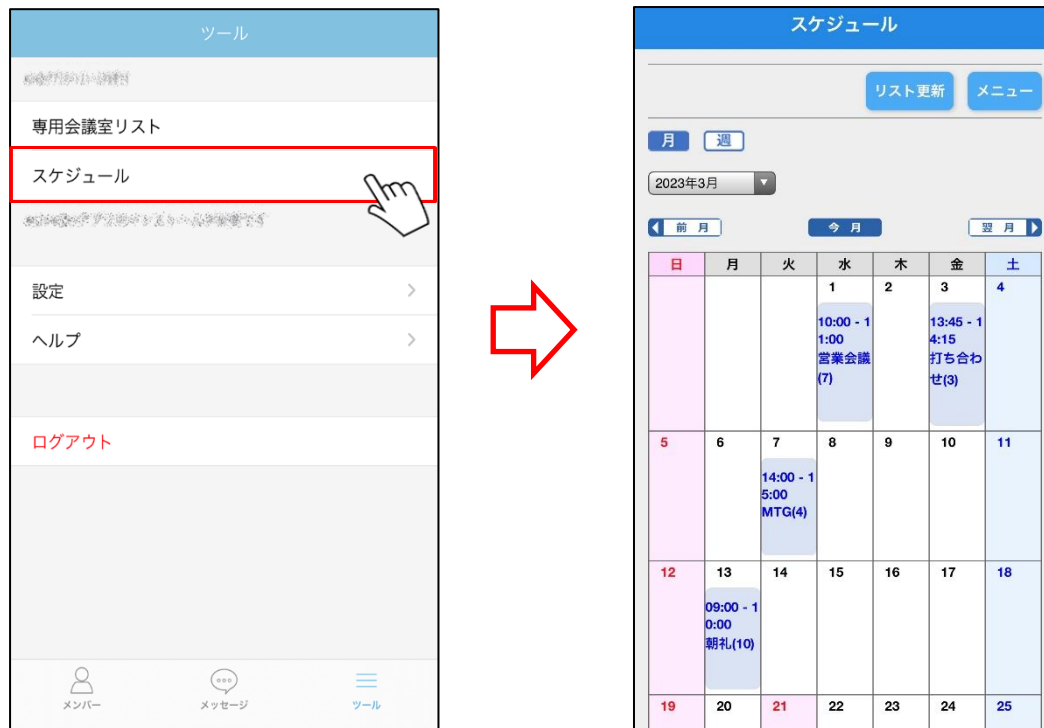 ツール
専用会議室リスト
スケジュール
設定
ヘルプ
ログアウト
メンバー
メッセージ
ツール
スケジュール
リスト更新 メニュー
月 週
2023年3月
前 月 今 月 翌 月
日 月 火 水 木 金 土
1 2 3 4
10:00 - 1
1:00
営業会議
(7)
13:45 - 1
4:15
打ち合わ
せ(3)
5 6 7 8 9 10 11
14:00 - 1
5:00
MTG(4)
12 13 14 15 16 17 18
09:00 - 1
0:00
朝礼(10)
19 20 21 22 23 24 25